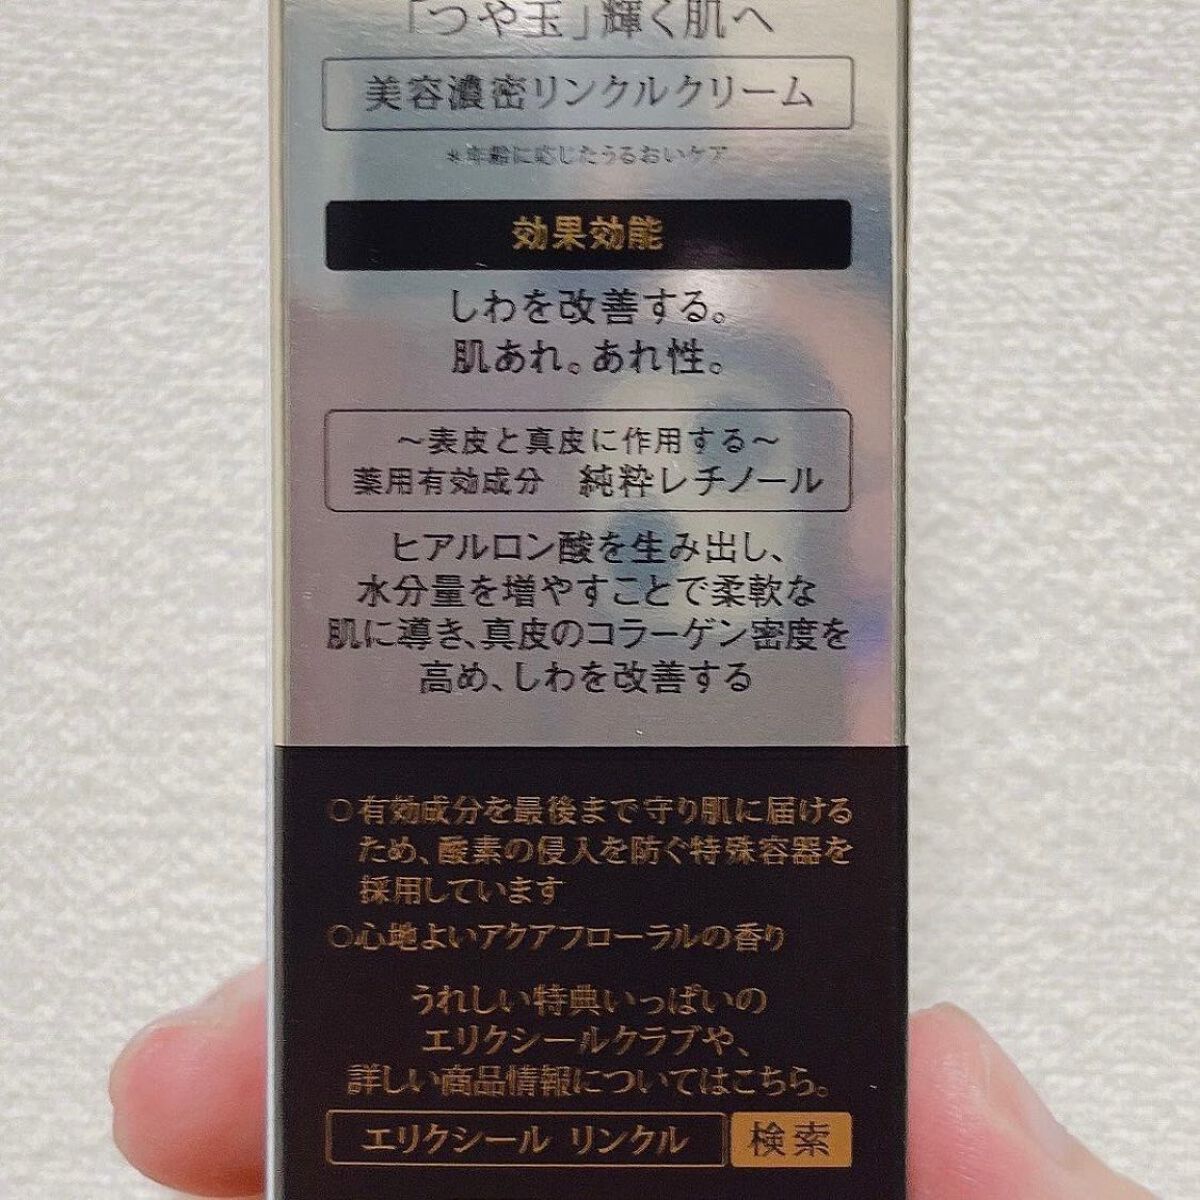 「つや玉」輝く肌へ
美容濃密リンクルクリーム
*年齢に応じたうるおいケア
効果効能
しわを改善する。
肌あれ。あれ性。
〜表皮と真皮に作用する〜
薬用有効成分 純粋レチノール
ヒアルロン酸を生み出し、
水分量を増やすことで柔軟な
肌に導き、真皮のコラーゲン密度を
高め、しわを改善する
○有効成分を最後まで守り肌に届ける
ため、酸素の侵入を防ぐ特殊容器を
採用しています
○心地よいアクアフローラルの香り
うれしい特典いっぱいの
エリクシールクラブや、
詳しい商品情報についてはこちら。
エリクシール リンクル 検索